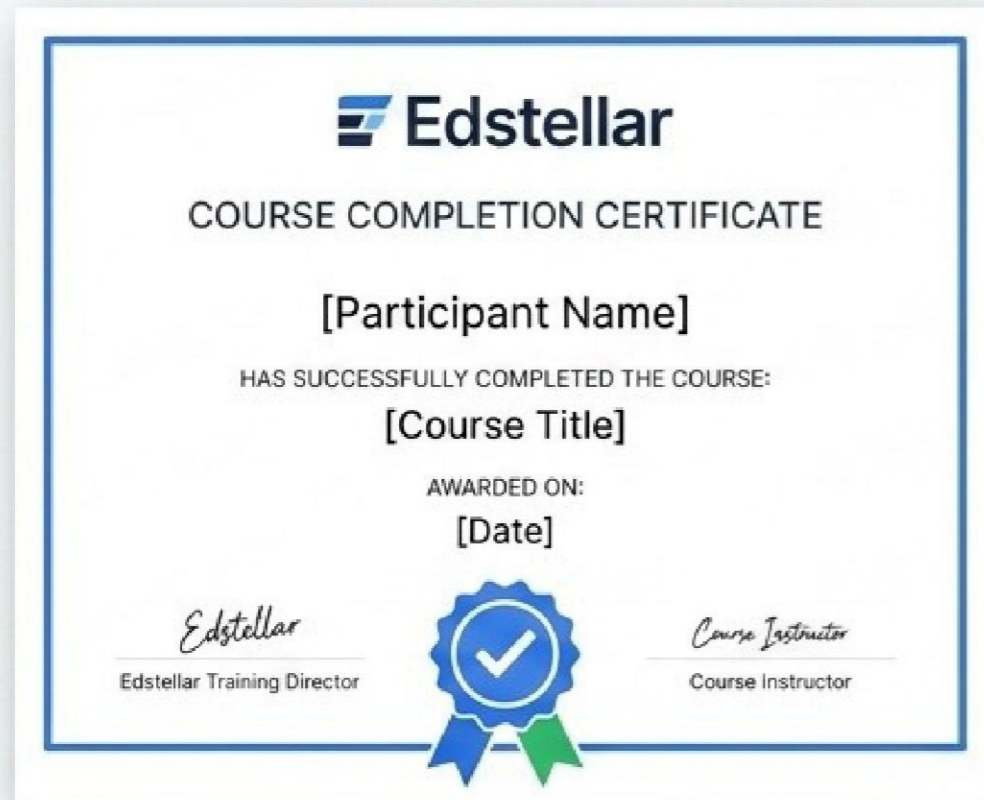 Edstellar
COURSE COMPLETION CERTIFICATE
[Participant Name]
HAS SUCCESSFULLY COMPLETED THE COURSE:
[Course Title]
AWARDED ON:
[Date]
Edstellar
Course Instructor
Edstellar Training Director
Course Instructor